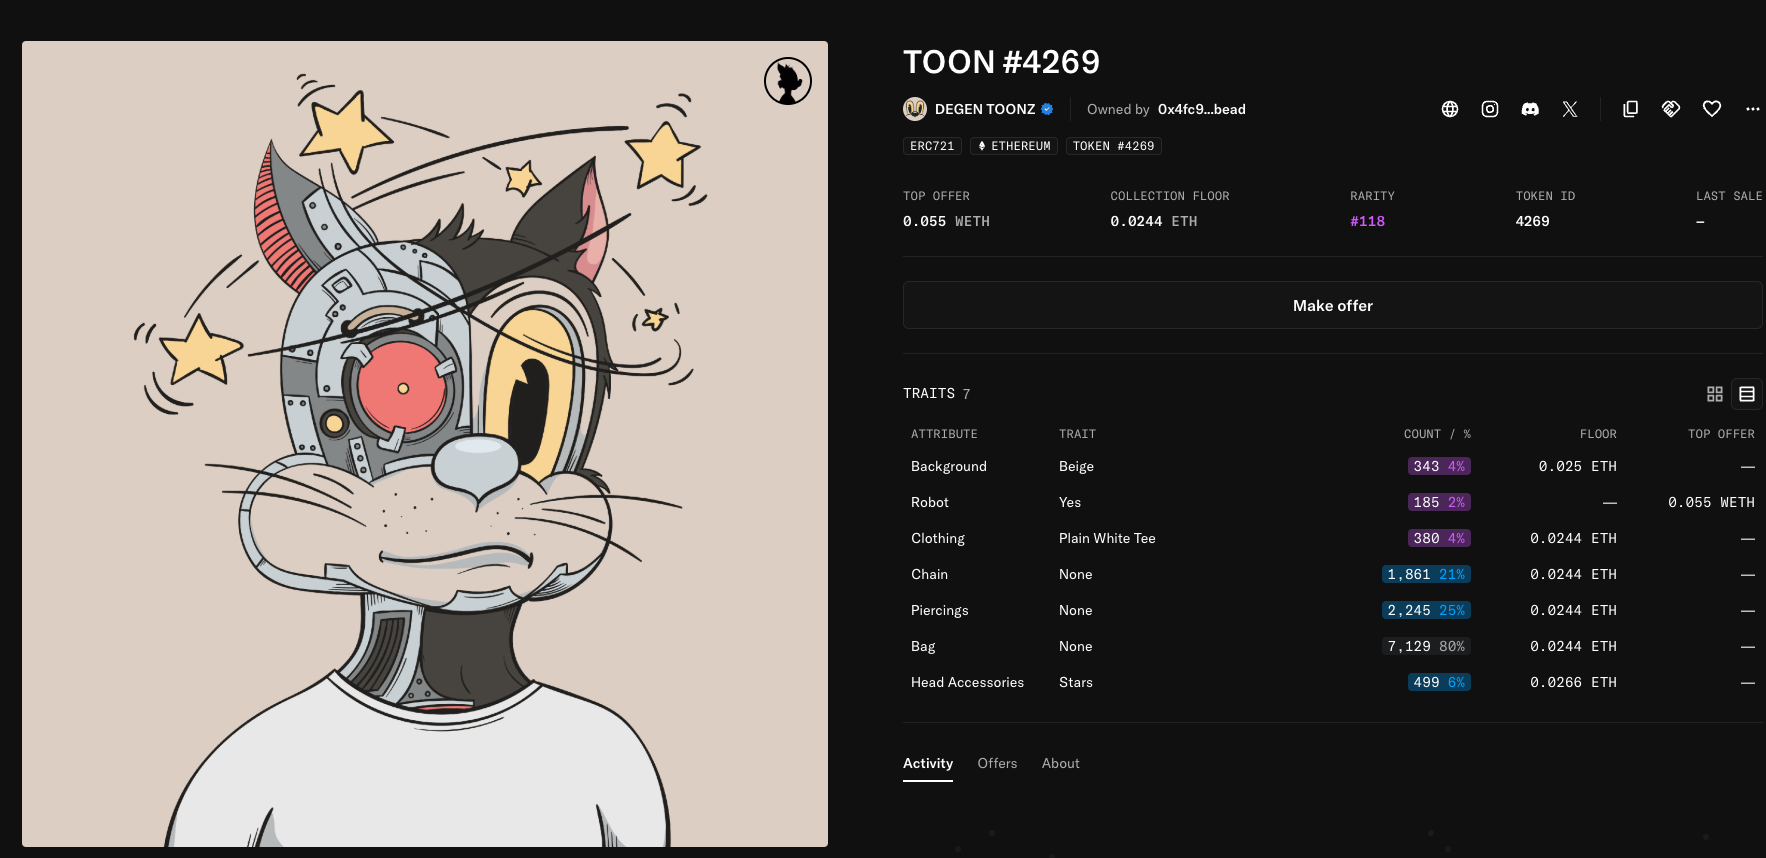 TOON #4269
DEGEN TOONZ Owned by 0x4fc9...bead
ERC721 ETHEREUM TOKEN #4269
TOP OFFER COLLECTION FLOOR RARITY TOKEN ID LAST SALE
0.055 WETH 0.0244 ETH #118 4269 –
Make offer
TRAITS 7
ATTRIBUTE TRAIT COUNT / % FLOOR TOP OFFER
Background Beige 343 4% 0.025 ETH —
Robot Yes 185 2% — 0.055 WETH
Clothing Plain White Tee 380 4% 0.0244 ETH —
Chain None 1,861 21% 0.0244 ETH —
Piercings None 2,245 25% 0.0244 ETH —
Bag None 7,129 80% 0.0244 ETH —
Head Accessories Stars 499 6% 0.0266 ETH —
Activity Offers About